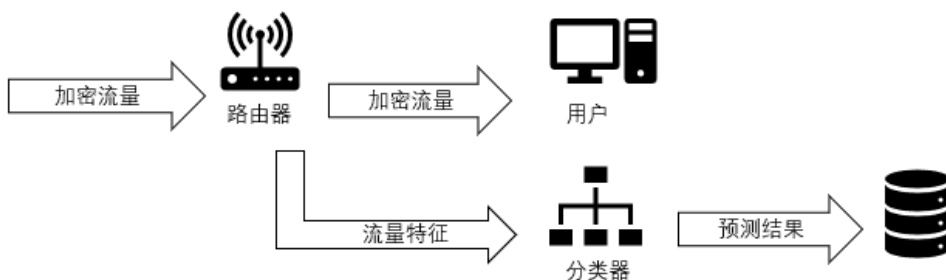 加密流量
路由器
加密流量
用户
流量特征
分类器
预测结果